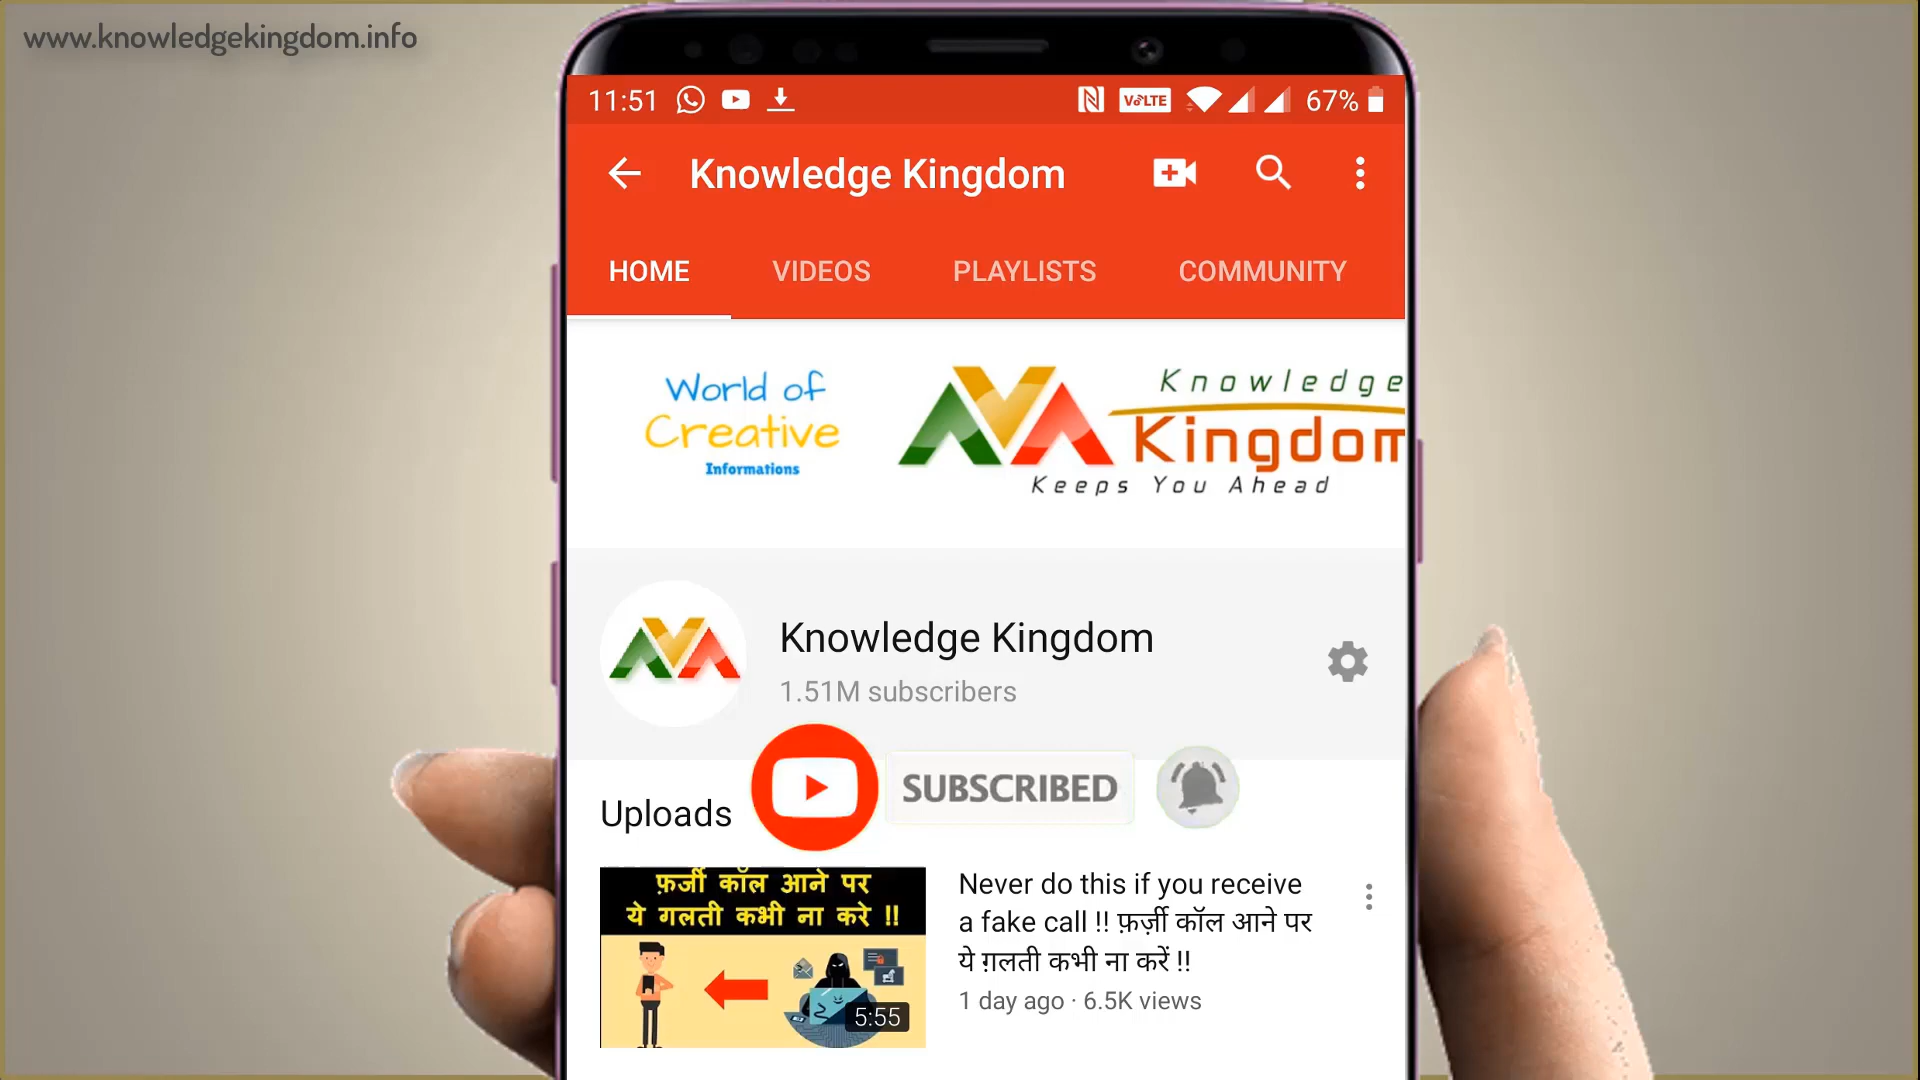 www.knowledgekingdom.info
11:51
VoLTE
67%
Knowledge Kingdom
HOME
VIDEOS
PLAYLISTS
COMMUNITY
World of
Creative
Informations
Knowledge
Kingdom
Keeps You Ahead
Knowledge Kingdom
1.51M subscribers
Uploads
SUBSCRIBED
फ़र्जी कॉल आने पर
ये गलती कभी ना करे !!
5:55
Never do this if you receive
a fake call !! फ़र्ज़ी कॉल आने पर
ये ग़लती कभी ना करें !!
1 day ago · 6.5K views